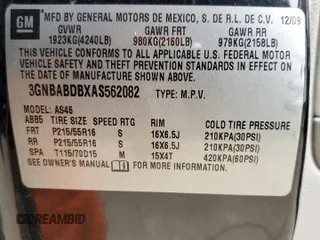 GM
MFD BY GENERAL MOTORS DE MEXICO, S. DE R.L. DE C.V. 12/09
GVWR GAWR FRT GAWR RR
1923KG(4240LB) 980KG(2160LB) 979KG(2158LB)
THIS VEHICLE CONFORMS TO ALL APPLICABLE U.S. FEDERAL MOTOR
VEHICLE SAFETY AND THEFT PREVENTION STANDARDS IN EFFECT
ON THE DATE OF MANUFACTURE SHOWN ABOVE.
3GNBABDBXAS562082 TYPE: M.P.V.
AS46
ABB5 TIRE SIZE SPEED RTG RIM COLD TIRE PRESSURE
FRT P215/55R16 S 16X6.5J 210KPA(30PSI)
RR P215/55R16 S 16X6.5J 210KPA(30PSI)
SPA T115/70D15 M 15X4T 420KPA(60PSI)
SEE OWNER'S MANUAL FOR ADDITIONAL INFORMATION.
© DREAMBID